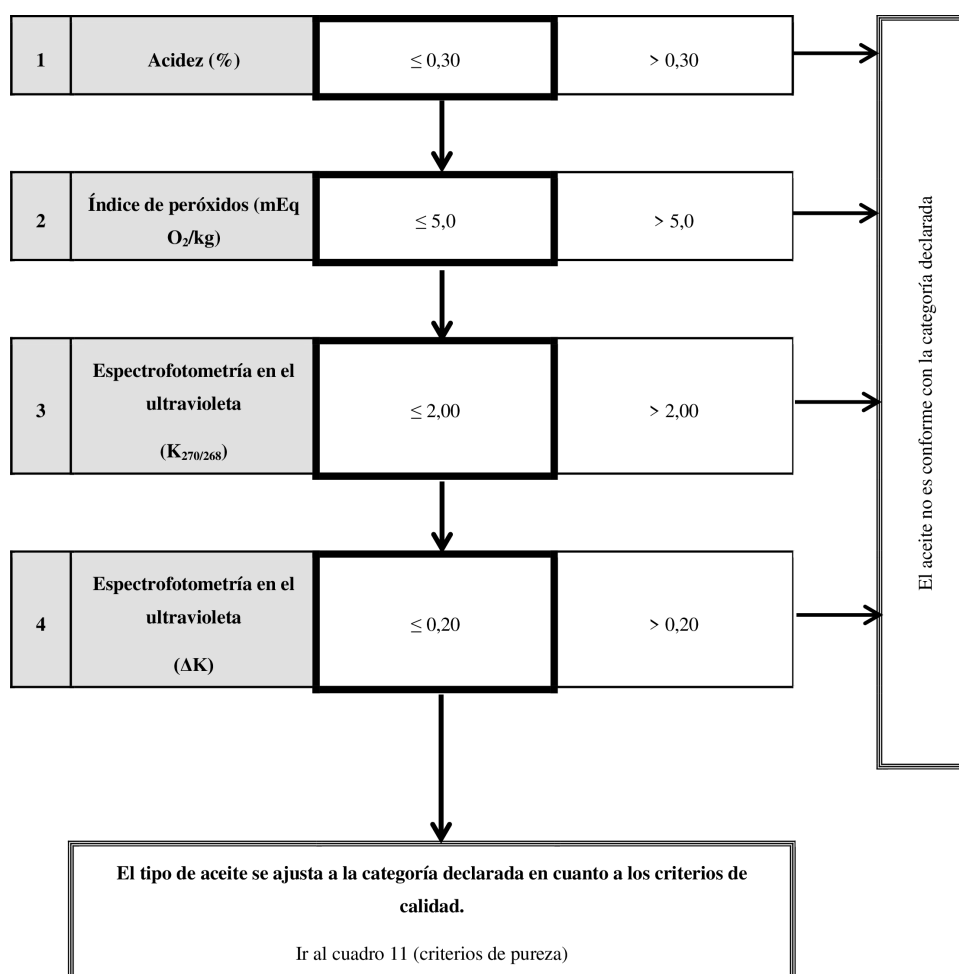 1
Acidez (%)
≤ 0,30
> 0,30
2
Índice de peróxidos (mEq
O₂/kg)
≤ 5,0
> 5,0
3
Espectrofotometría en el
ultravioleta
(K₂₇₀/₂₆₈)
≤ 2,00
> 2,00
4
Espectrofotometría en el
ultravioleta
(ΔK)
≤ 0,20
> 0,20
El aceite no es conforme con la categoría declarada
El tipo de aceite se ajusta a la categoría declarada en cuanto a los criterios de
calidad.
Ir al cuadro 11 (criterios de pureza)